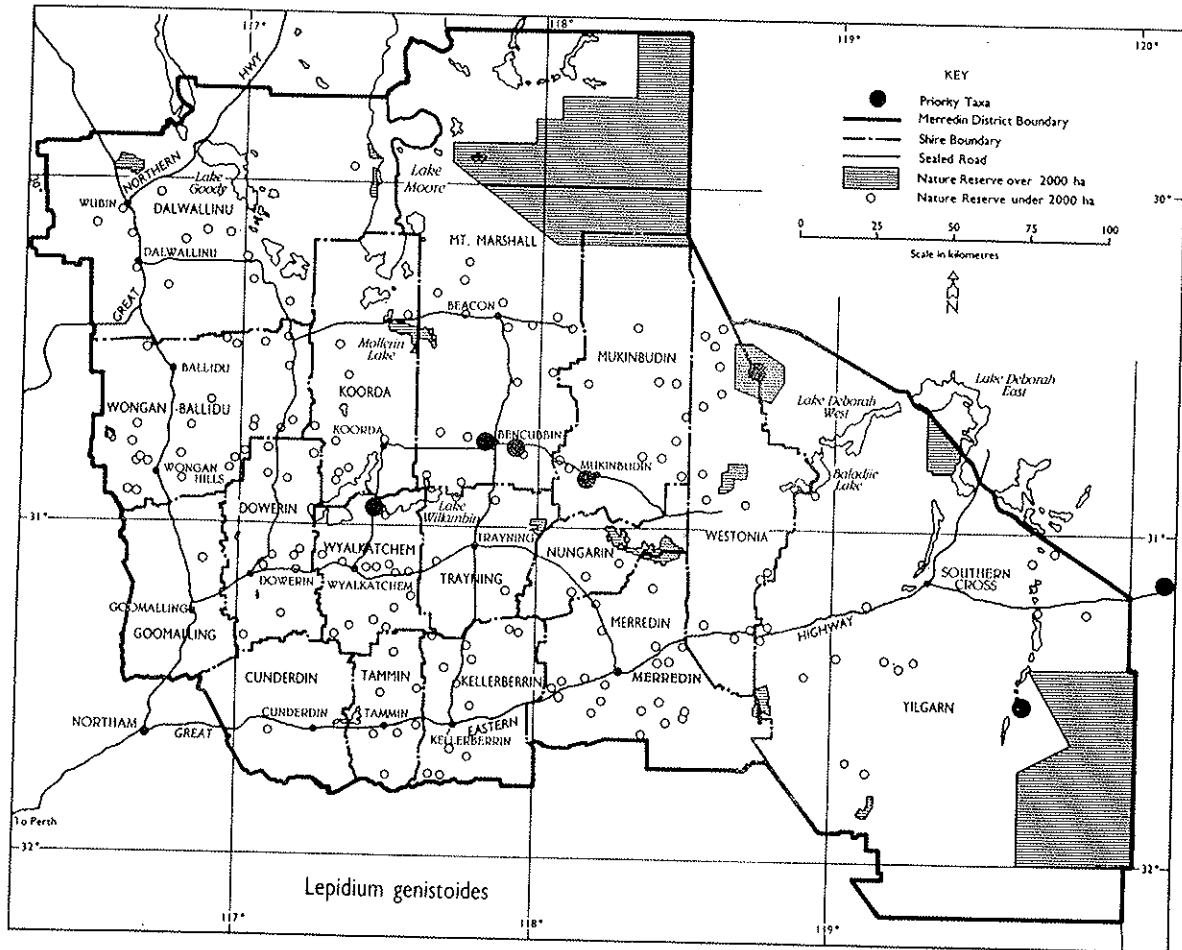 117°
118°
119°
120°
HWY
KEY
Priority Taxa
Merredin District Boundary
Shire Boundary
Sealed Road
Nature Reserve over 2000 ha
Nature Reserve under 2000 ha
0 25 50 75 100
Scale in kilometres
N
30°
NORTHERN
Lake
Goody
Lake
Moore
WUBIN
DALWALLINU
MT. MARSHALL
DALWALLINU
GREAT
BEACON
Mollerin
Lake
MUKINBUDIN
BALLIDU
KOORDA
Lake Deborah
East
Lake Deborah
West
WONGAN-BALLIDU
KOORDA
BENCUBBIN
MUKINBUDIN
WONGAN
HILLS
Baladjie
Lake
DOWERIN
Lake
Wallambin
31°
WYALKATCHEM
TRAYNING
NUNGARIN
WESTONIA
31°
DOWERIN
WYALKATCHEM
TRAYNING
SOUTHERN
CROSS
GOOMALLING
GOOMALLING
MERREDIN
HIGHWAY
CUNDERDIN
TAMMIN
KELLERBERRIN
MERREDIN
YILGARN
NORTHAM
GREAT
CUNDERDIN
TAMMIN
EASTERN
KELLERBERRIN
To Perth
32°
32°
Lepidium genistoides
117°
118°
119°